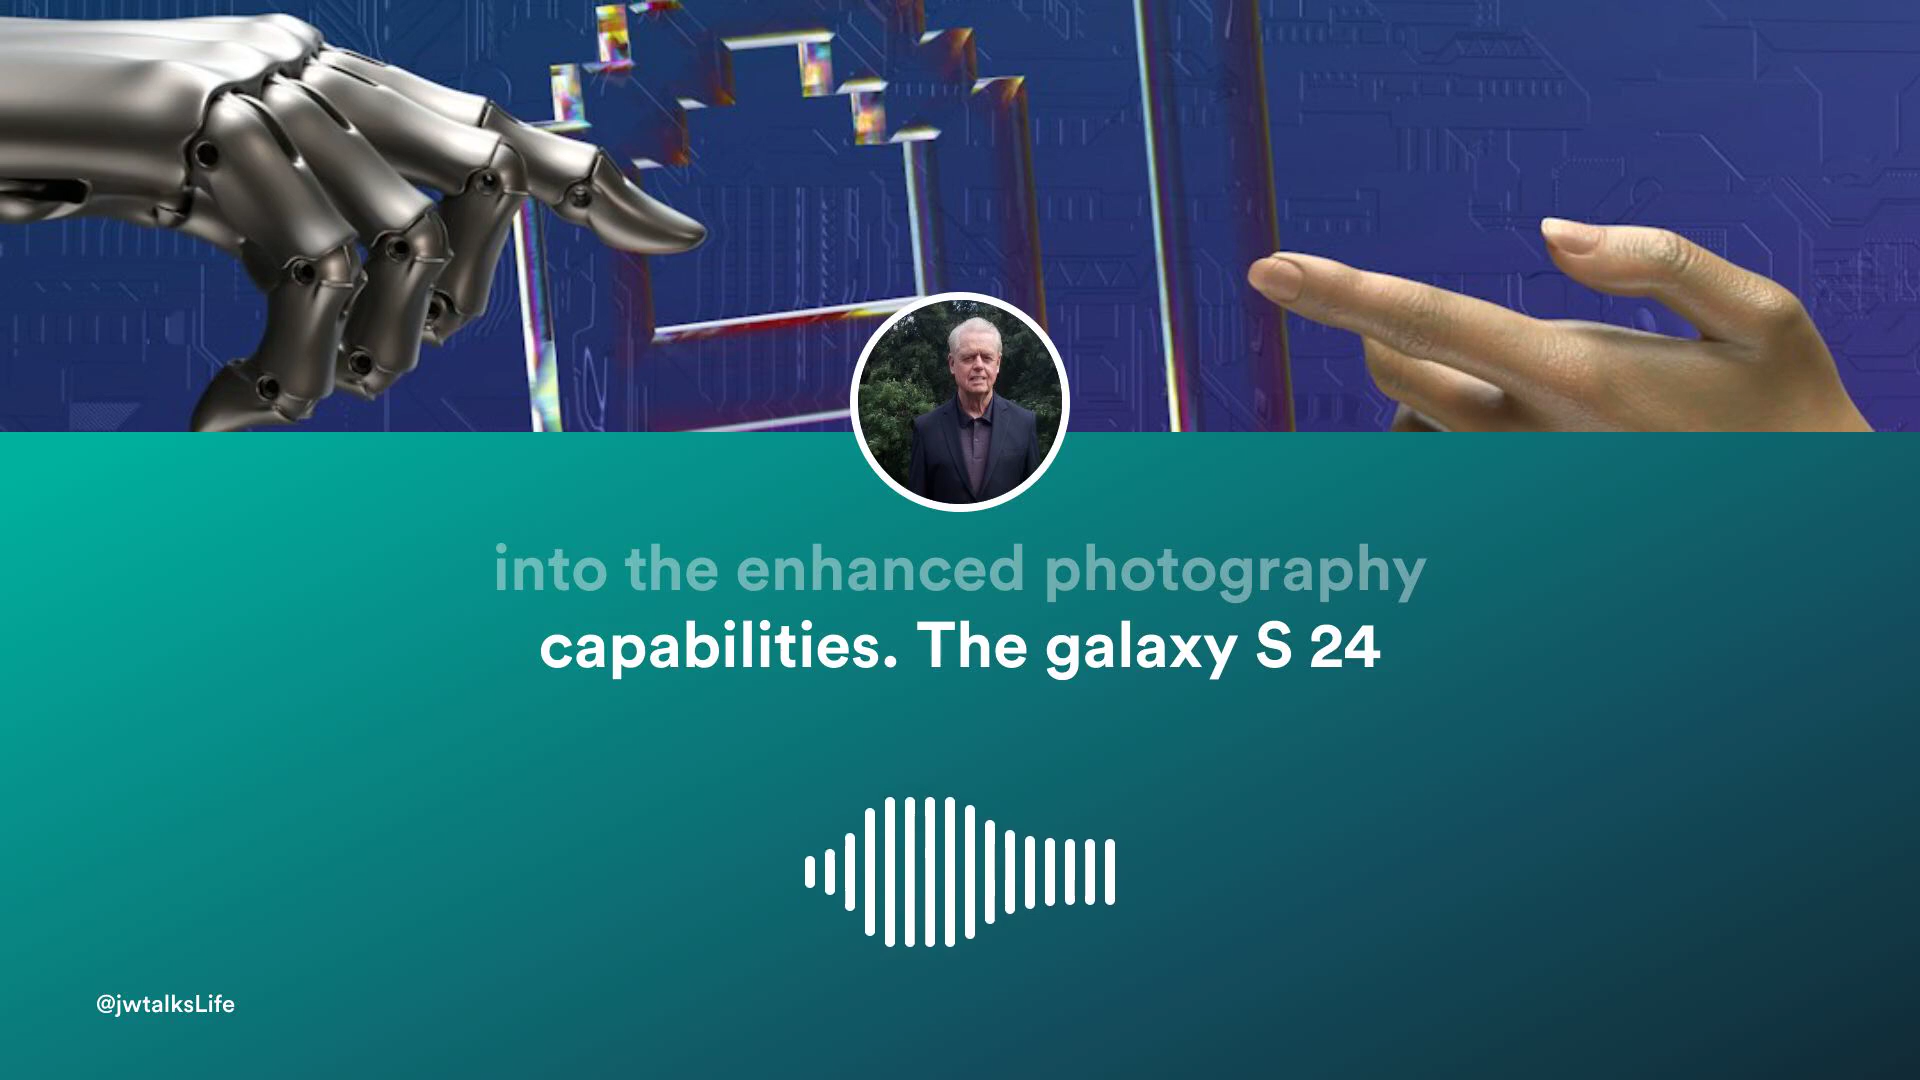 into the enhanced photography
capabilities. The galaxy S 24
@jwtalksLife